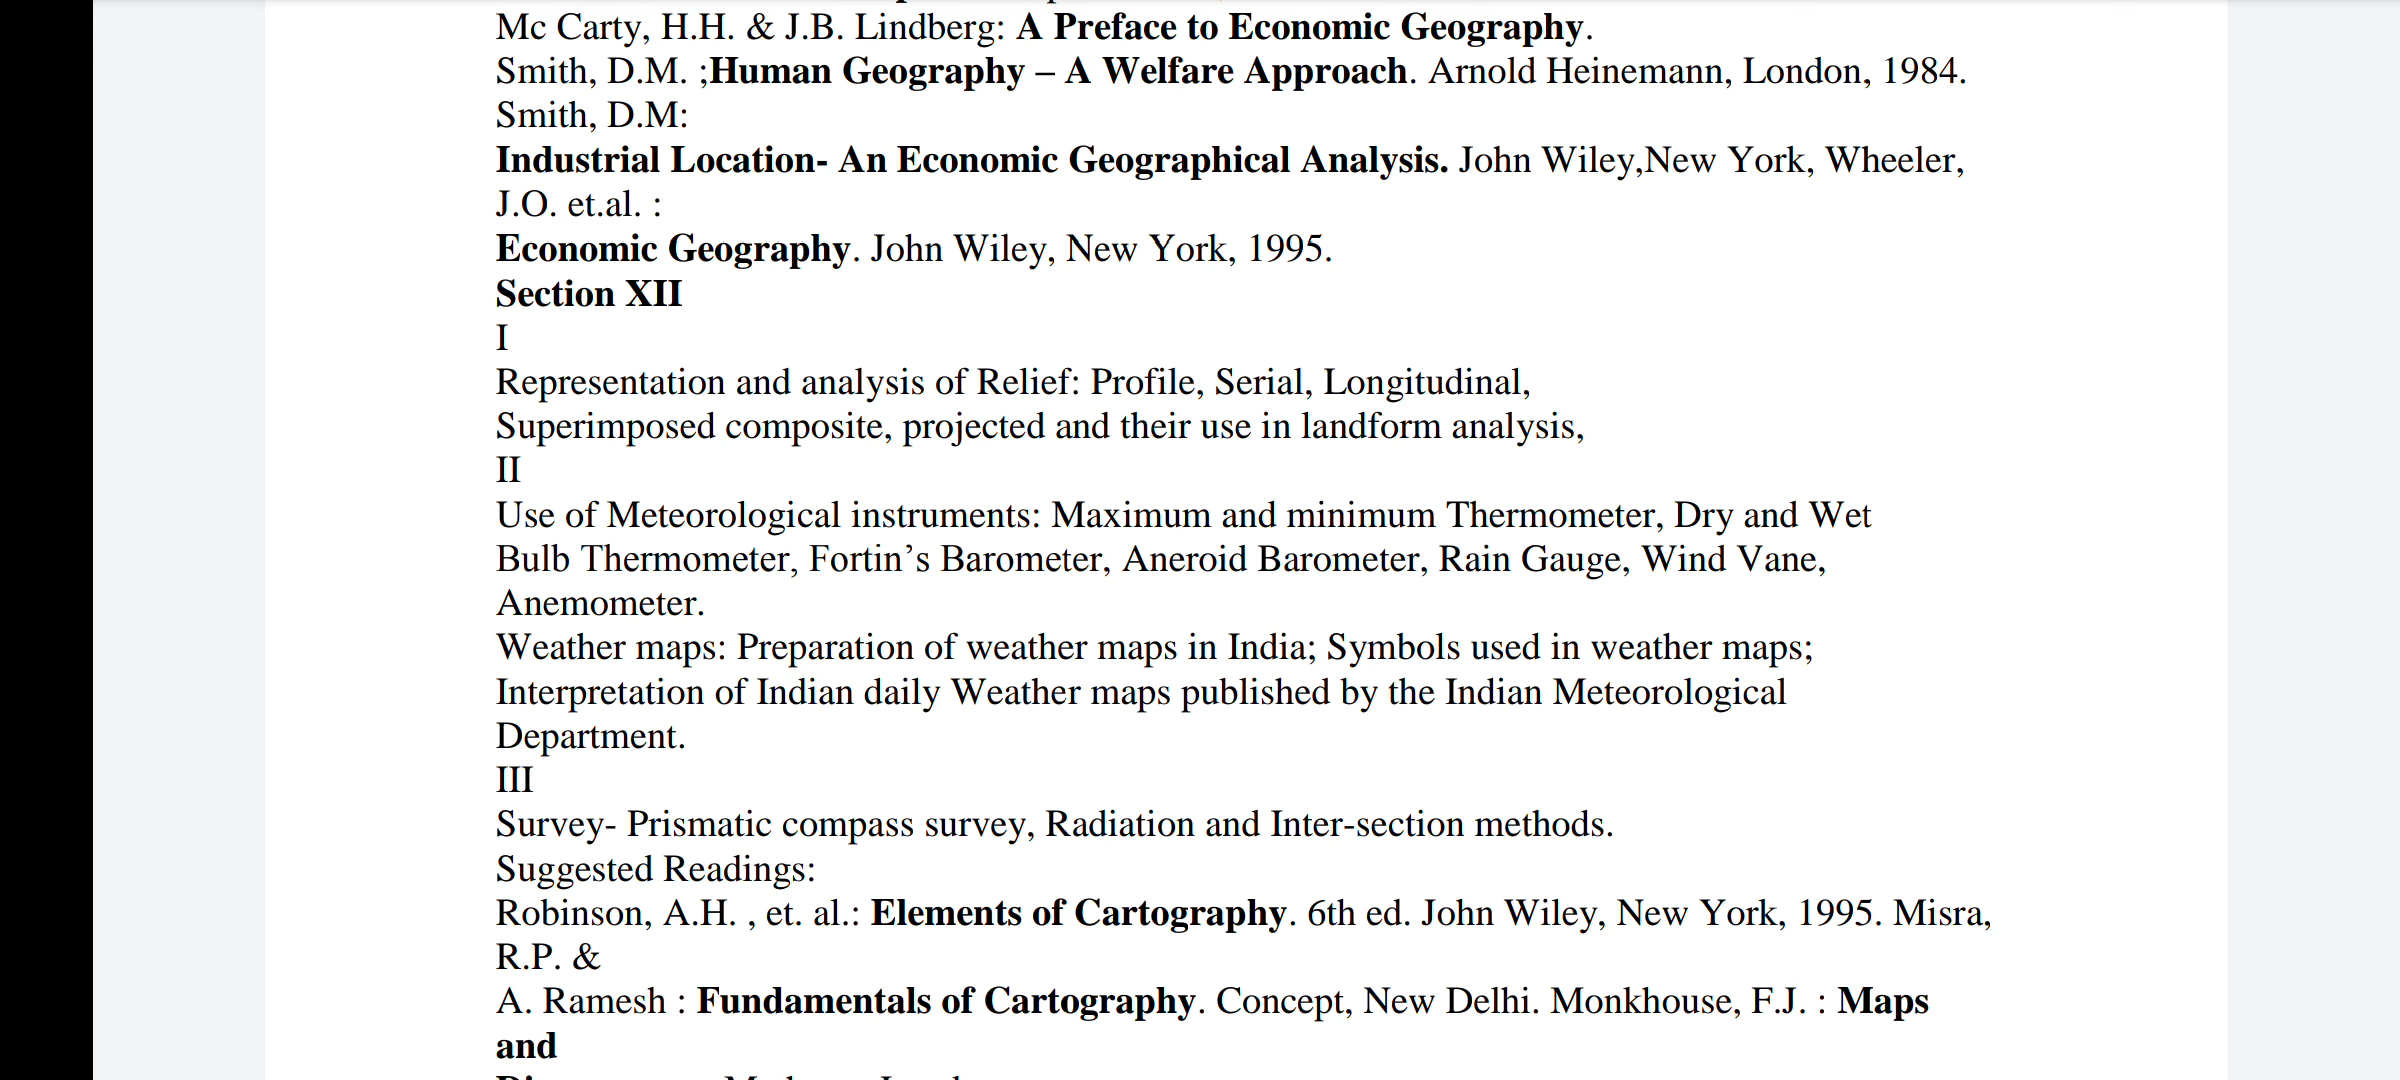 Mc Carty, H.H. & J.B. Lindberg: A Preface to Economic Geography.
Smith, D.M. ;Human Geography – A Welfare Approach. Arnold Heinemann, London, 1984.
Smith, D.M:
Industrial Location- An Economic Geographical Analysis. John Wiley,New York, Wheeler,
J.O. et.al. :
Economic Geography. John Wiley, New York, 1995.
Section XII
I
Representation and analysis of Relief: Profile, Serial, Longitudinal,
Superimposed composite, projected and their use in landform analysis,
II
Use of Meteorological instruments: Maximum and minimum Thermometer, Dry and Wet
Bulb Thermometer, Fortin’s Barometer, Aneroid Barometer, Rain Gauge, Wind Vane,
Anemometer.
Weather maps: Preparation of weather maps in India; Symbols used in weather maps;
Interpretation of Indian daily Weather maps published by the Indian Meteorological
Department.
III
Survey- Prismatic compass survey, Radiation and Inter-section methods.
Suggested Readings:
Robinson, A.H. , et. al.: Elements of Cartography. 6th ed. John Wiley, New York, 1995. Misra,
R.P. &
A. Ramesh : Fundamentals of Cartography. Concept, New Delhi. Monkhouse, F.J. : Maps
and